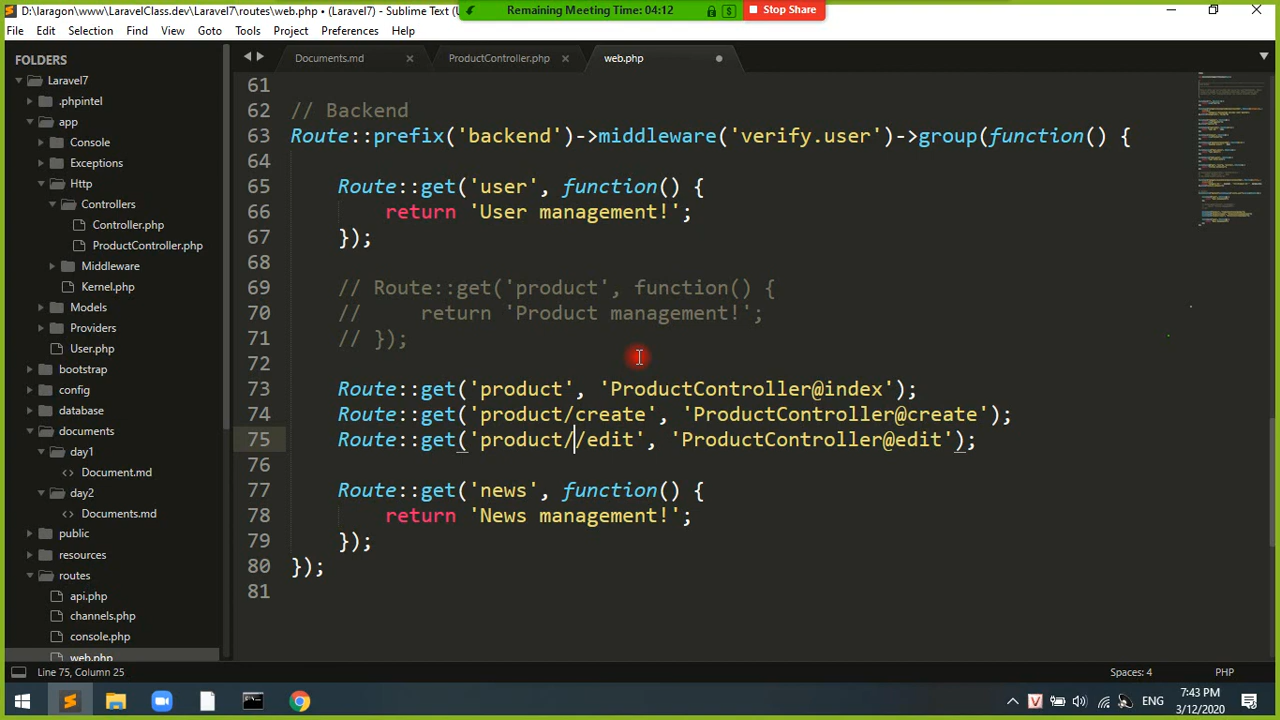 D:\laragon\www\LaravelClass.dev\Laravel7\routes\web.php • (Laravel7) - Sublime Text (
Remaining Meeting Time: 04:12
Stop Share
File Edit Selection Find View Goto Tools Project Preferences Help
FOLDERS
Laravel7
.phpintel
app
Console
Exceptions
Http
Controllers
Controller.php
ProductController.php
Middleware
Kernel.php
Models
Providers
User.php
bootstrap
config
database
documents
day1
Document.md
day2
Documents.md
public
resources
routes
api.php
channels.php
console.php
web.php
Documents.md ProductController.php web.php
61
62 // Backend
63 Route::prefix('backend')->middleware('verify.user')->group(function() {
64
65 Route::get('user', function() {
66 return 'User management!';
67 });
68
69 // Route::get('product', function() {
70 // return 'Product management!';
71 // });
72
73 Route::get('product', 'ProductController@index');
74 Route::get('product/create', 'ProductController@create');
75 Route::get('product//edit', 'ProductController@edit');
76
77 Route::get('news', function() {
78 return 'News management!';
79 });
80 });
81
Line 75, Column 25
Spaces: 4 PHP
ENG
7:43 PM
3/12/2020